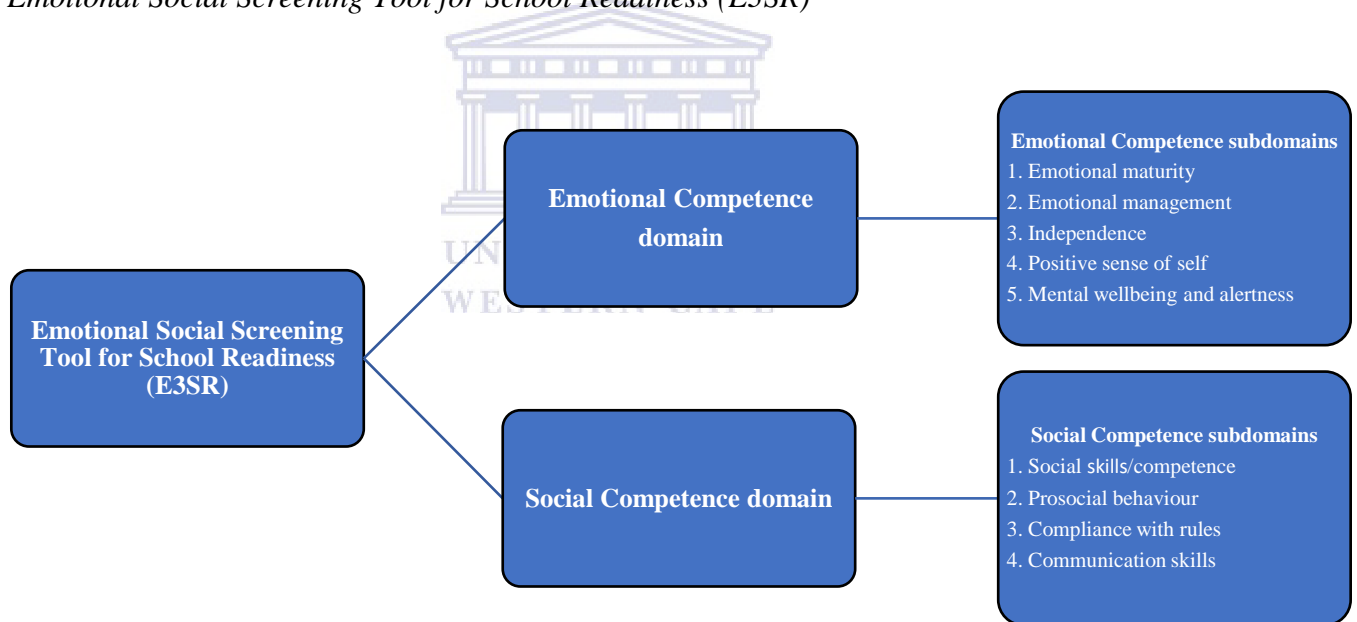 Emotional Social Screening Tool for School Readiness (E3SR)
Emotional Social Screening
Tool for School Readiness
(E3SR)
Emotional Competence
domain
Social Competence domain
Emotional Competence subdomains
1. Emotional maturity
2. Emotional management
3. Independence
4. Positive sense of self
5. Mental wellbeing and alertness
Social Competence subdomains
1. Social skills/competence
2. Prosocial behaviour
3. Compliance with rules
4. Communication skills
WESTERN CAPE